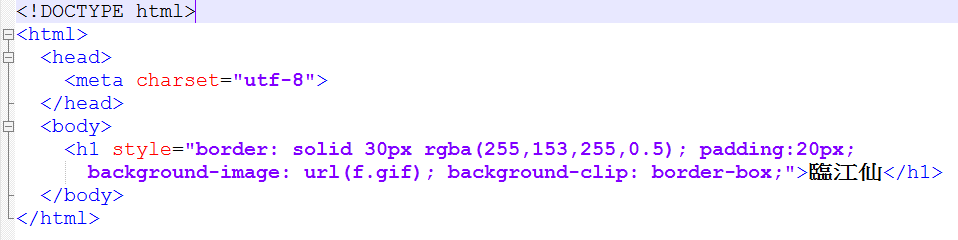 <!DOCTYPE html>
<html>
<head>
<meta charset="utf-8">
</head>
<body>
<h1 style="border: solid 30px rgba(255,153,255,0.5); padding:20px;
background-image: url(f.gif); background-clip: border-box;">臨江仙</h1>
</body>
</html>